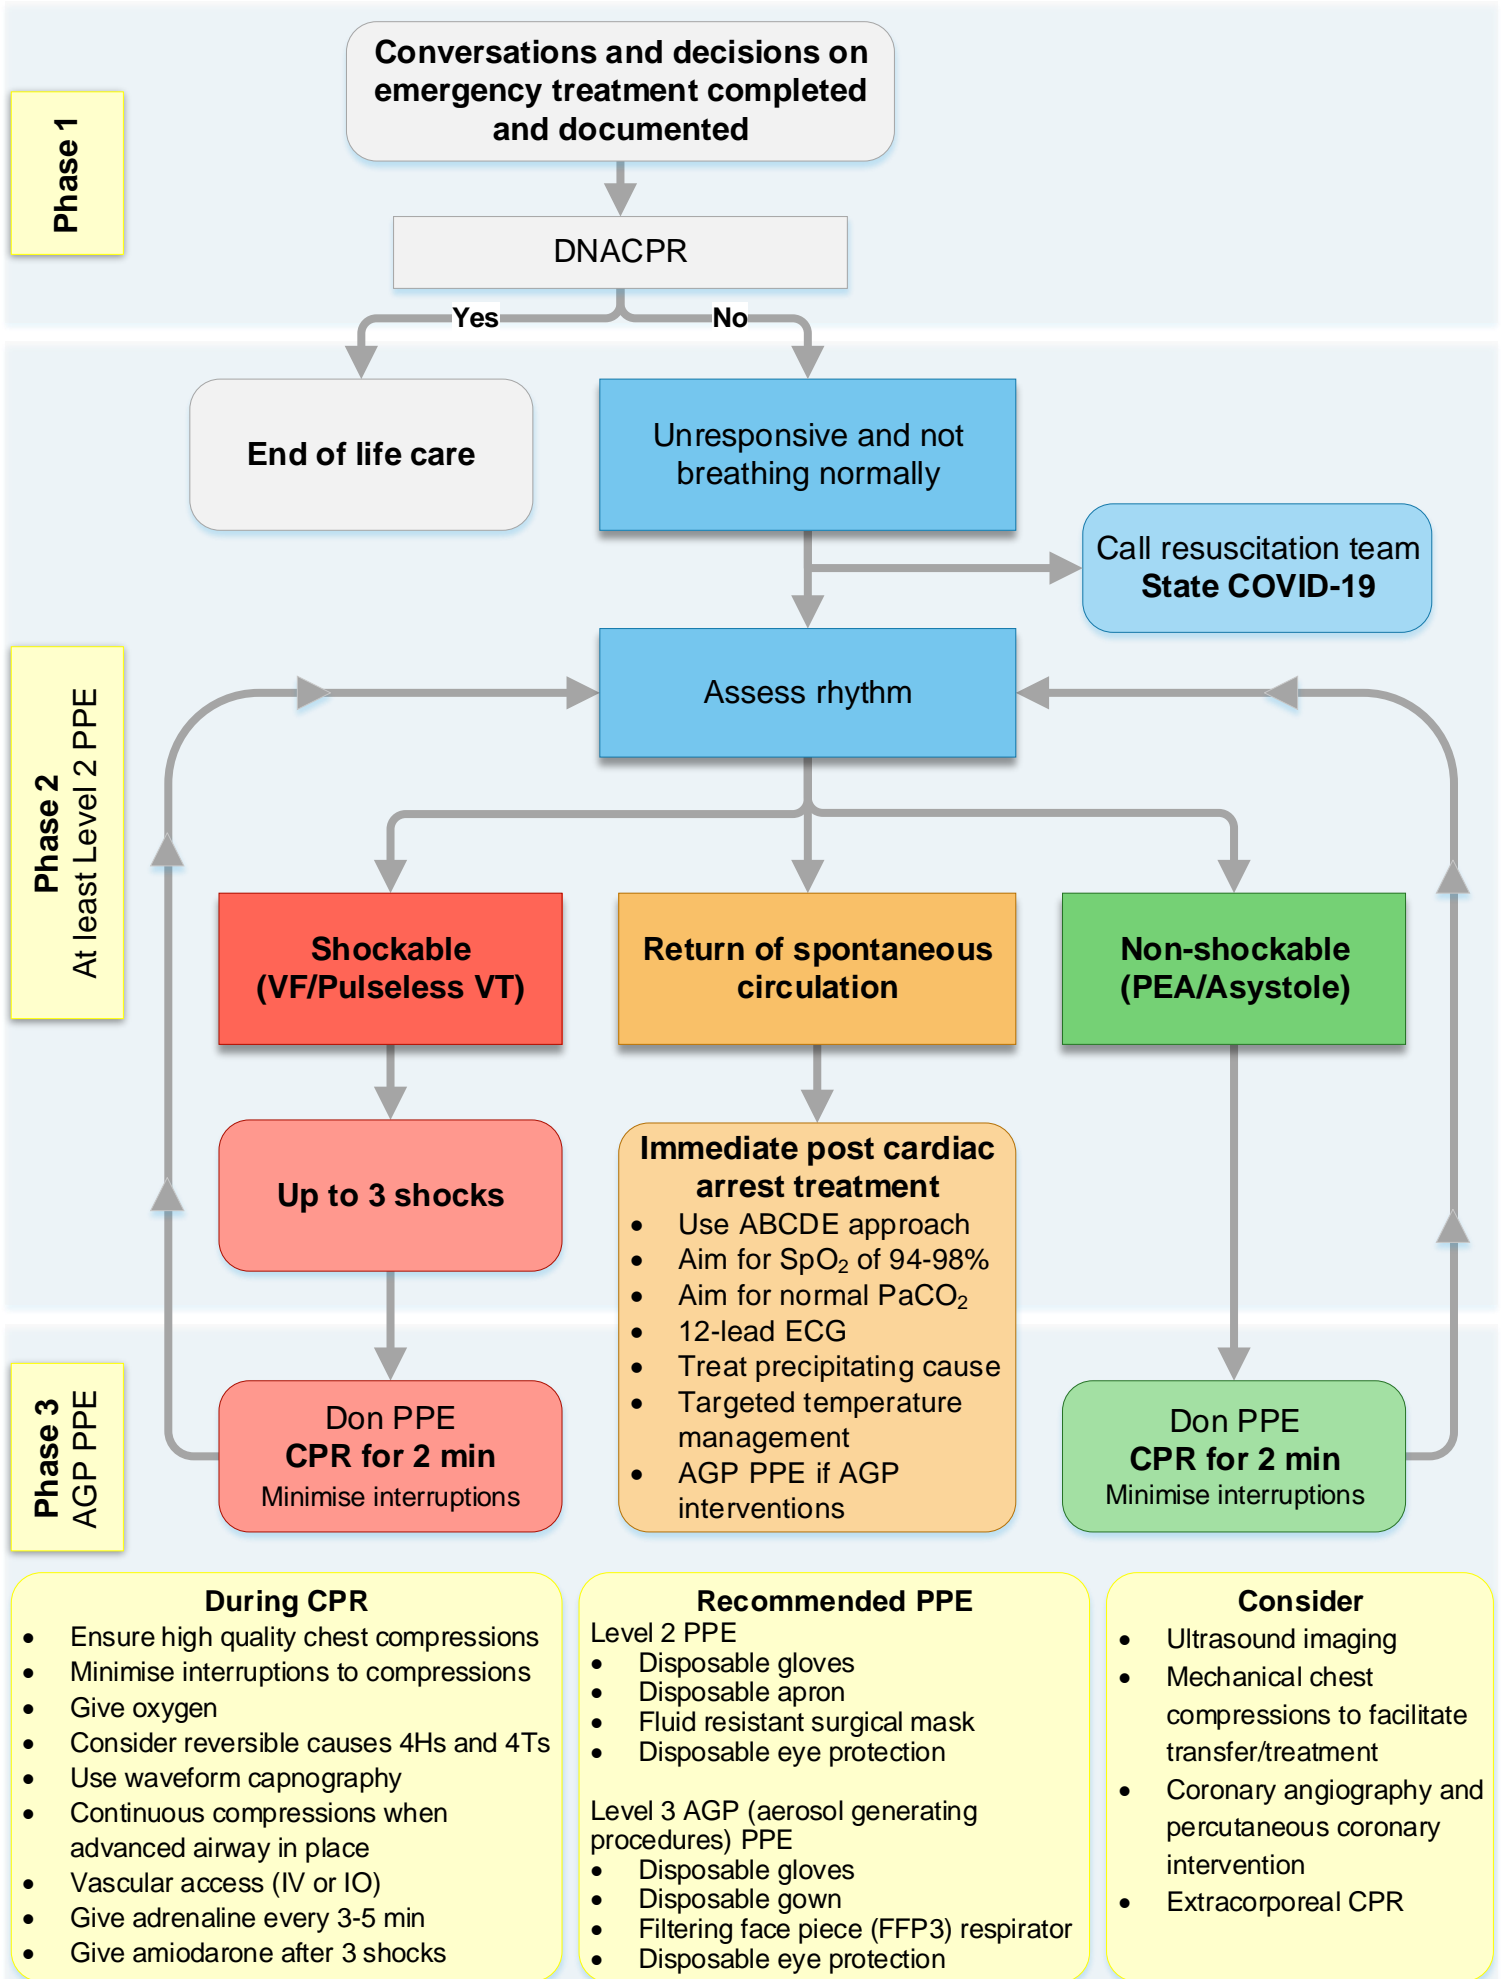 Conversations and decisions on
emergency treatment completed
and documented
Phase 1
DNACPR
Yes
No
End of life care
Unresponsive and not
breathing normally
Call resuscitation team
State COVID-19
Assess rhythm
Phase 2
At least Level 2 PPE
Shockable
(VF/Pulseless VT)
Return of spontaneous
circulation
Non-shockable
(PEA/Asystole)
Up to 3 shocks
Immediate post cardiac
arrest treatment
• Use ABCDE approach
• Aim for SpO₂ of 94-98%
• Aim for normal PaCO₂
• 12-lead ECG
• Treat precipitating cause
• Targeted temperature
management
• AGP PPE if AGP
interventions
Phase 3
AGP PPE
Don PPE
CPR for 2 min
Minimise interruptions
Don PPE
CPR for 2 min
Minimise interruptions
During CPR
• Ensure high quality chest compressions
• Minimise interruptions to compressions
• Give oxygen
• Consider reversible causes 4Hs and 4Ts
• Use waveform capnography
• Continuous compressions when
advanced airway in place
• Vascular access (IV or IO)
• Give adrenaline every 3-5 min
• Give amiodarone after 3 shocks
Recommended PPE
Level 2 PPE
• Disposable gloves
• Disposable apron
• Fluid resistant surgical mask
• Disposable eye protection
Level 3 AGP (aerosol generating
procedures) PPE
• Disposable gloves
• Disposable gown
• Filtering face piece (FFP3) respirator
• Disposable eye protection
Consider
• Ultrasound imaging
• Mechanical chest
compressions to facilitate
transfer/treatment
• Coronary angiography and
percutaneous coronary
intervention
• Extracorporeal CPR